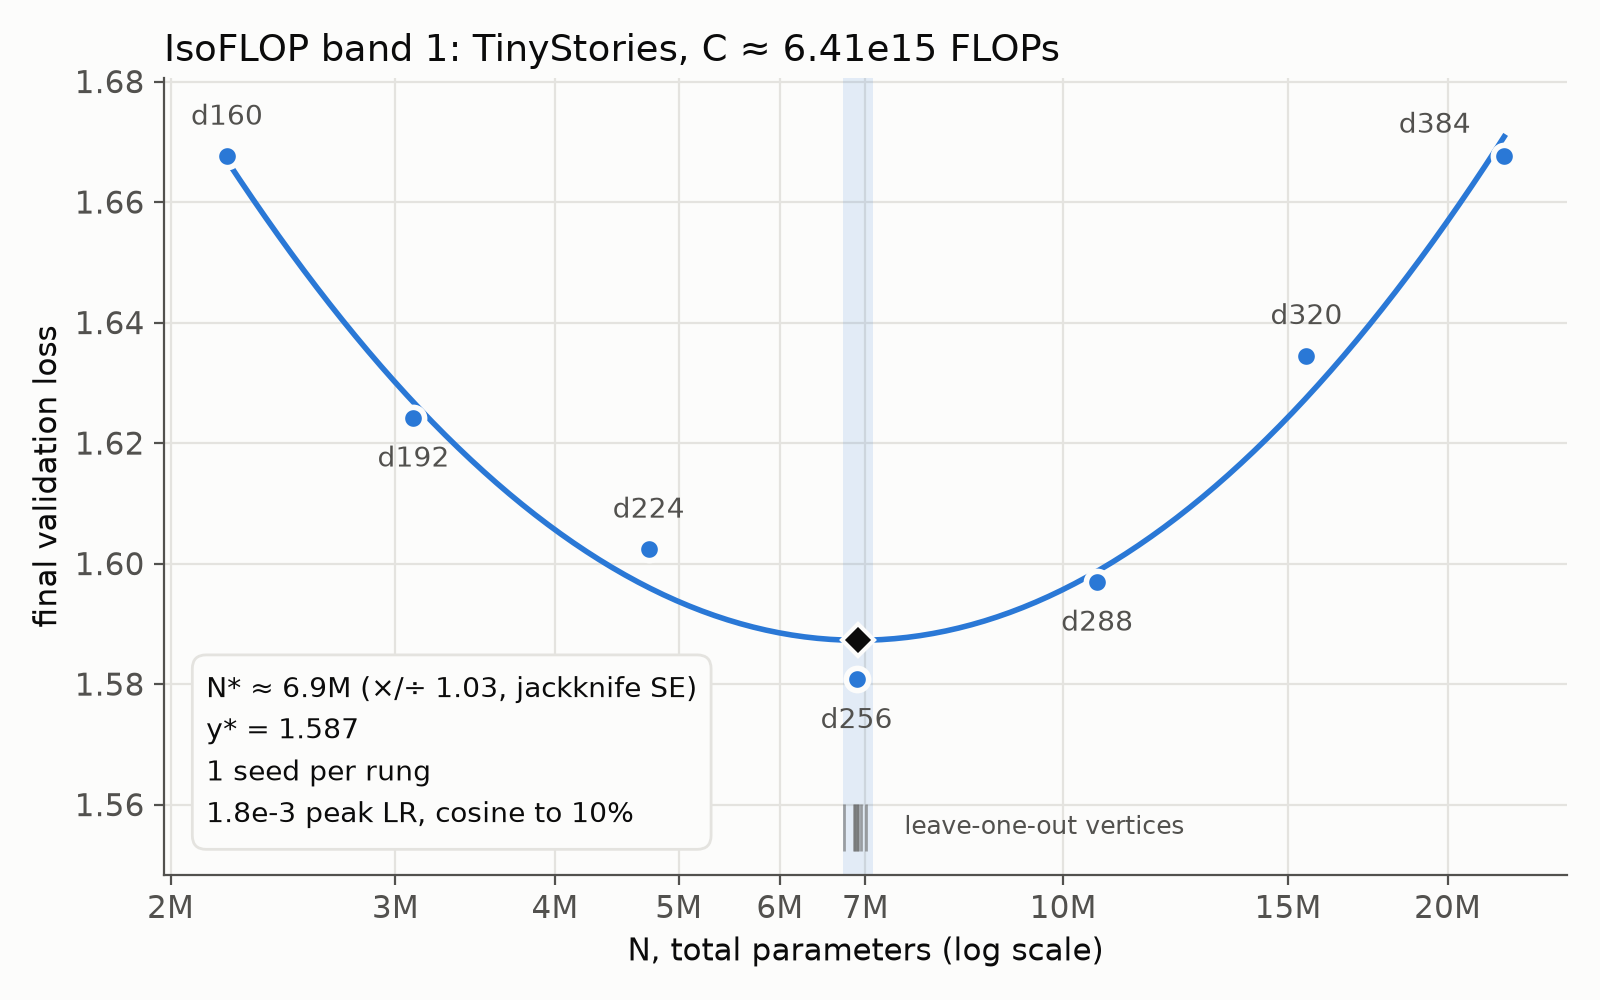 IsoFLOP band 1: TinyStories, C ≈ 6.41e15 FLOPs
final validation loss
1.68
1.66
1.64
1.62
1.60
1.58
1.56
d160
d192
d224
d256
d288
d320
d384
N* ≈ 6.9M (×/÷ 1.03, jackknife SE)
y* = 1.587
1 seed per rung
1.8e-3 peak LR, cosine to 10%
leave-one-out vertices
2M 3M 4M 5M 6M 7M 10M 15M 20M
N, total parameters (log scale)